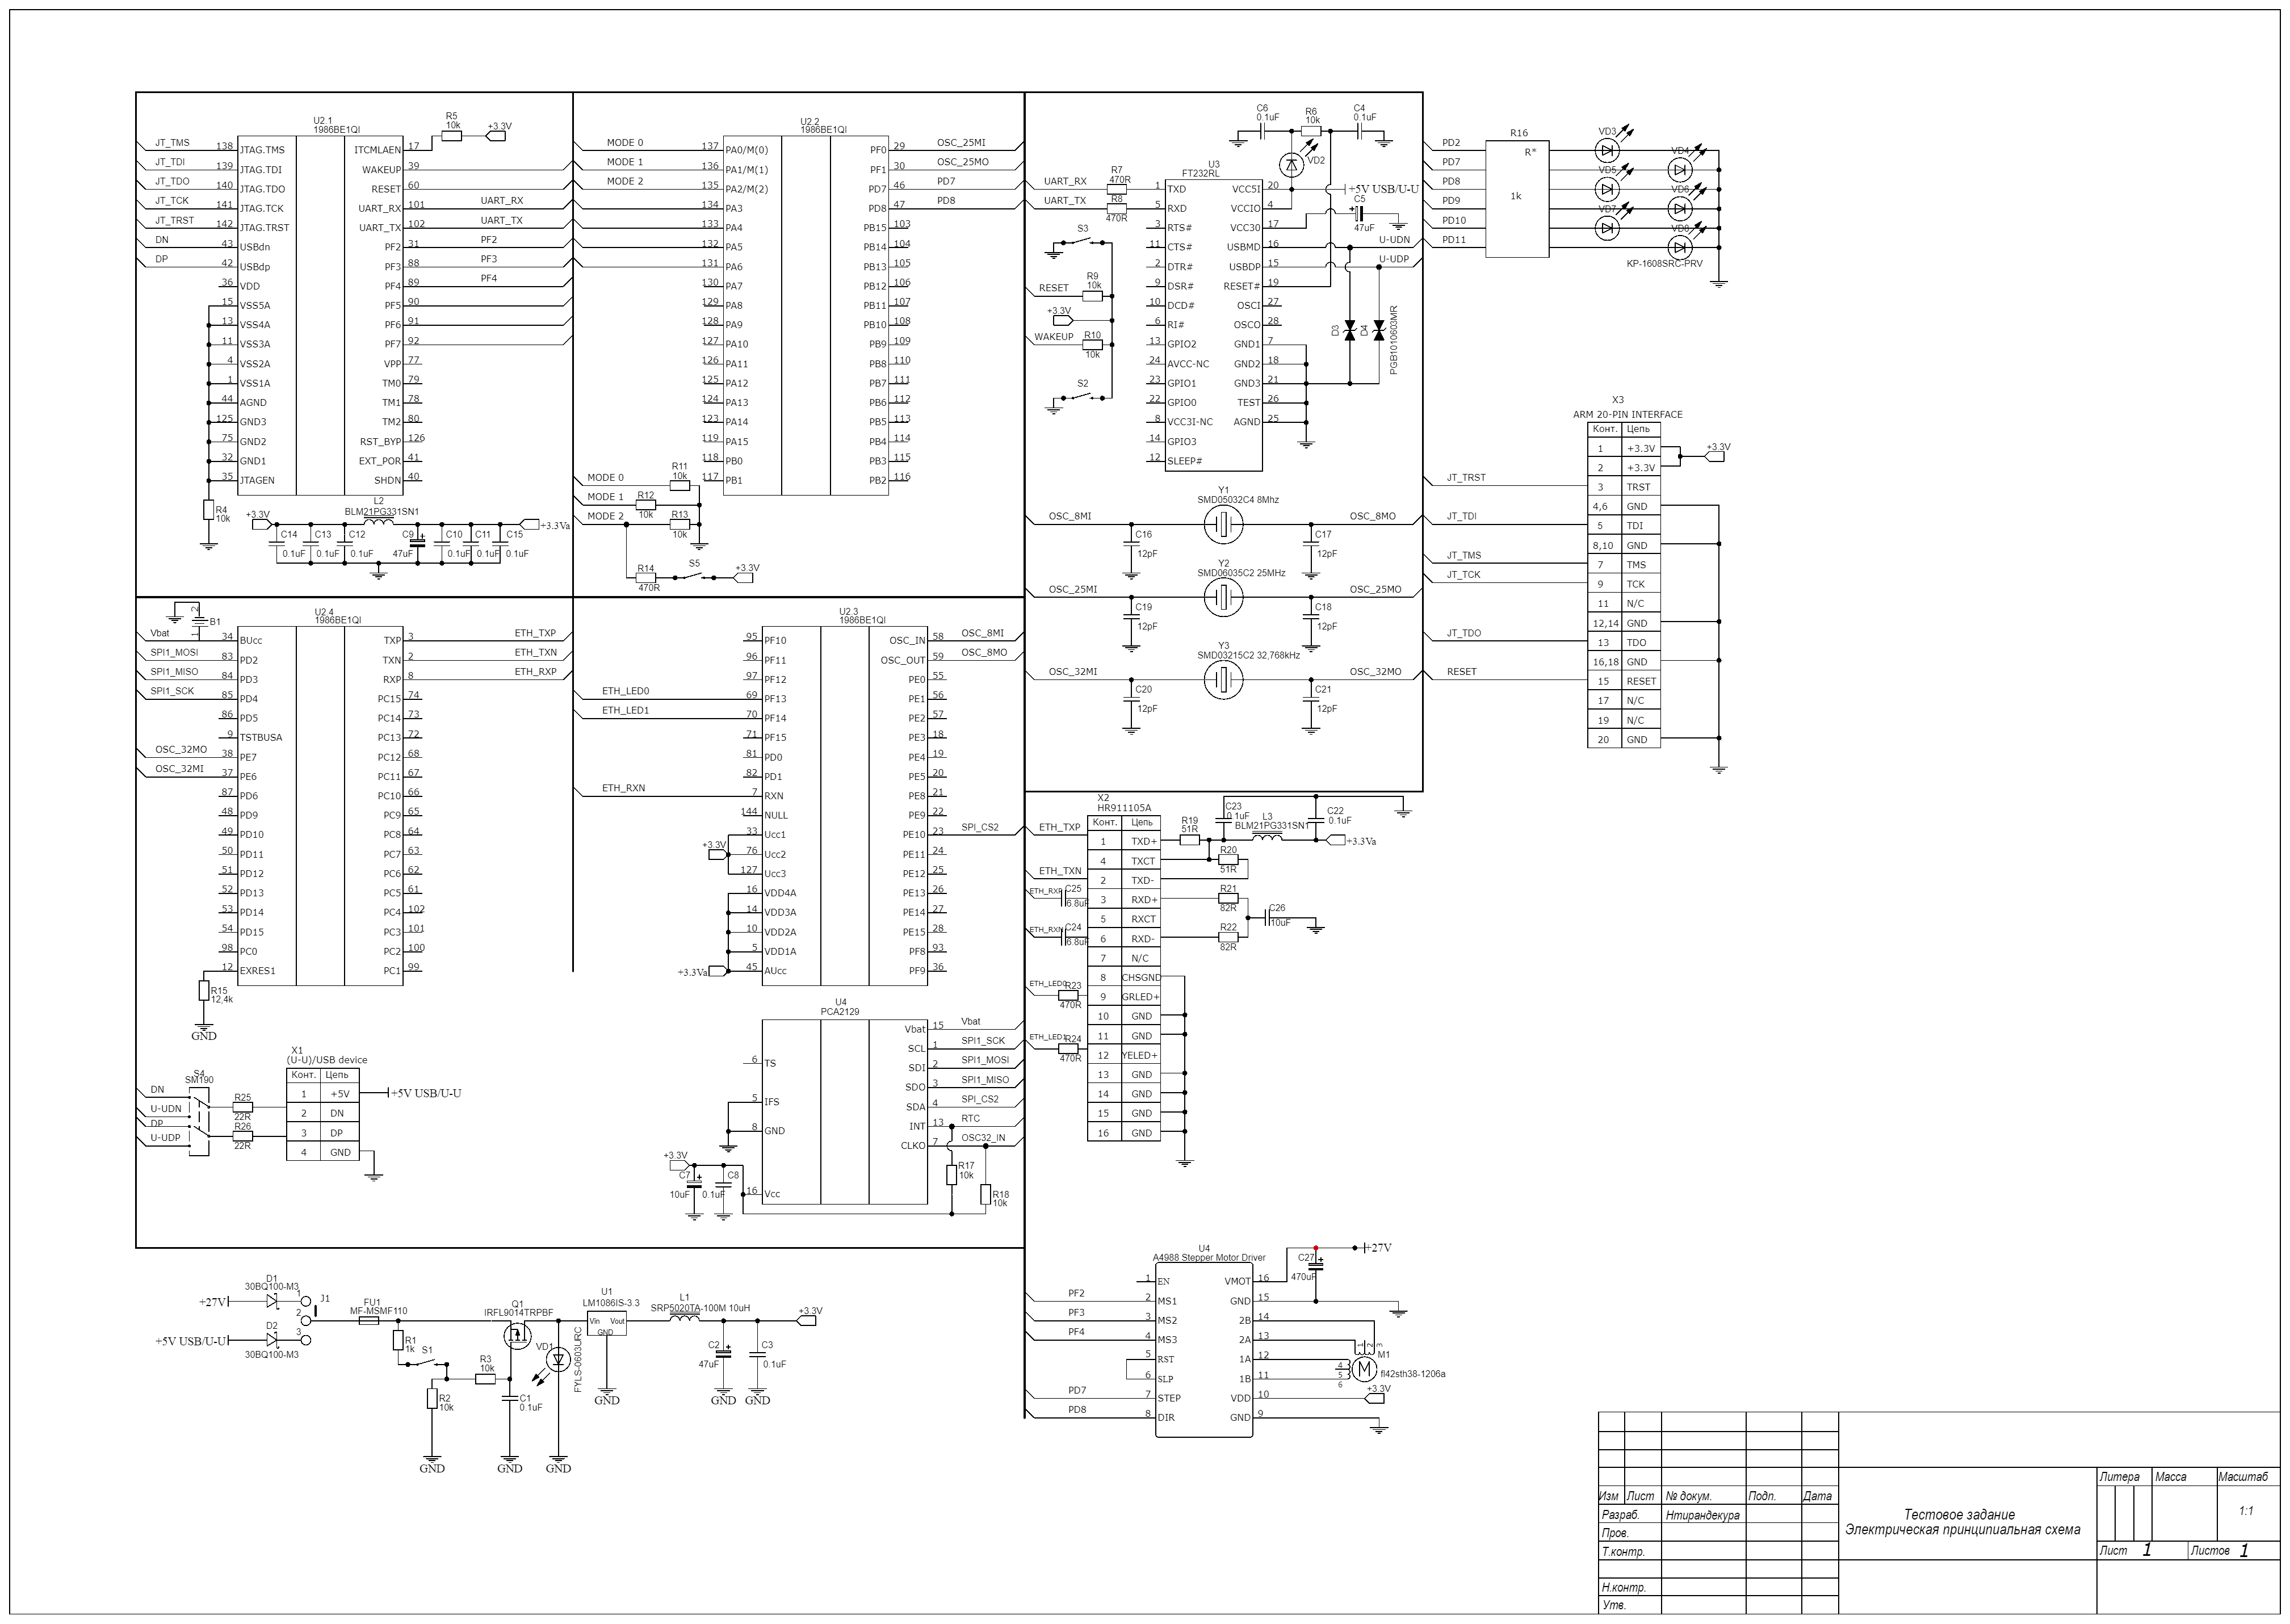 U2.1
1986BE1QI
JT_TMS 138 JTAG.TMS ITCMLAEN 17
R5
10k
+3.3V
JT_TDI 139 JTAG.TDI WAKEUP 39
JT_TDO 140 JTAG.TDO RESET 60
JT_TCK 141 JTAG.TCK UART_RX 101 UART_RX
JT_TRST 142 JTAG.TRST UART_TX 102 UART_TX
DN 43 USBdn PF2 31 PF2
DP 42 USBdp PF3 88 PF3
36 VDD PF4 89 PF4
15 VSS5A PF5 90
13 VSS4A PF6 91
11 VSS3A PF7 92
4 VSS2A VPP 77
1 VSS1A TM0 79
44 AGND TM1 78
125 GND3 TM2 80
75 GND2 RST_BYP 126
32 GND1 EXT_POR 41
35 JTAGEN SHDN 40
R4
10k
L2
BLM21PG331SN1
+3.3V
+3.3Va
C14 C13 C12 C9 C10 C11 C15
0.1uF 0.1uF 0.1uF 47uF 0.1uF 0.1uF 0.1uF
U2.2
1986BE1QI
MODE 0 137 PA0/M(0) PF0 29 OSC_25MI
MODE 1 136 PA1/M(1) PF1 30 OSC_25MO
MODE 2 135 PA2/M(2) PD7 46 PD7
134 PA3 PD8 47 PD8
133 PA4 PB15 103
132 PA5 PB14 104
131 PA6 PB13 105
130 PA7 PB12 106
129 PA8 PB11 107
128 PA9 PB10 108
127 PA10 PB9 109
126 PA11 PB8 110
125 PA12 PB7 111
124 PA13 PB6 112
123 PA14 PB5 113
119 PA15 PB4 114
118 PB0 PB3 115
117 PB1 PB2 116
MODE 0 R11
10k
MODE 1 R12
10k
MODE 2 R13
10k
R14
470R
S5
+3.3V
C6
0.1uF
R6
10k
C4
0.1uF
VD2
U3
FT232RL
UART_RX R7
470R
1 TXD VCC5I 20 +5V USB/U-U
UART_TX R8
470R
5 RXD VCCIO 4
3 RTS# VCC30 17
C5
47uF
11 CTS# USBMD 16 U-UDN
2 DTR# USBDP 15 U-UDP
9 DSR# RESET# 19
10 DCD# OSCI 27
6 RI# OSCO 28
13 GPIO2 GND1 7
24 AVCC-NC GND2 18
23 GPIO1 GND3 21
22 GPIO0 TEST 26
8 VCC3I-NC AGND 25
14 GPIO3
12 SLEEP#
S3
RESET R9
10k
+3.3V
WAKEUP R10
10k
S2
D3 D4
PGB1010603MR
Y1
SMD05032C4 8Mhz
OSC_8MI OSC_8MO
C16 C17
12pF 12pF
Y2
SMD06035C2 25MHz
OSC_25MI OSC_25MO
C19 C18
12pF 12pF
Y3
SMD03215C2 32,768kHz
OSC_32MI OSC_32MO
C20 C21
12pF 12pF
PD2
PD7
PD8
PD9
PD10
PD11
R16
R*
1k
VD3
VD4
VD5
VD6
VD7
VD8
KP-1608SRC-PRV
X3
ARM 20-PIN INTERFACE
Конт. Цепь
1 +3.3V
+3.3V
2 +3.3V
JT_TRST 3 TRST
4,6 GND
JT_TDI 5 TDI
8,10 GND
JT_TMS 7 TMS
JT_TCK 9 TCK
11 N/C
12,14 GND
JT_TDO 13 TDO
16,18 GND
RESET 15 RESET
17 N/C
19 N/C
20 GND
2
B1
1
U2.4
1986BE1QI
Vbat 34 BUcc TXP 3 ETH_TXP
SPI1_MOSI 83 PD2 TXN 2 ETH_TXN
SPI1_MISO 84 PD3 RXP 8 ETH_RXP
SPI1_SCK 85 PD4 PC15 74
86 PD5 PC14 73
9 TSTBUSA PC13 72
OSC_32MO 38 PE7 PC12 68
OSC_32MI 37 PE6 PC11 67
87 PD6 PC10 66
48 PD9 PC9 65
49 PD10 PC8 64
50 PD11 PC7 63
51 PD12 PC6 62
52 PD13 PC5 61
53 PD14 PC4 102
54 PD15 PC3 101
98 PC0 PC2 100
12 EXRES1 PC1 99
R15
12,4k
GND
U2.3
1986BE1QI
95 PF10 OSC_IN 58 OSC_8MI
96 PF11 OSC_OUT 59 OSC_8MO
97 PF12 PE0 55
ETH_LED0 69 PF13 PE1 56
ETH_LED1 70 PF14 PE2 57
71 PF15 PE3 18
81 PD0 PE4 19
82 PD1 PE5 20
ETH_RXN 7 RXN PE8 21
144 NULL PE9 22
33 Ucc1 PE10 23 SPI_CS2
+3.3V 76 Ucc2 PE11 24
127 Ucc3 PE12 25
16 VDD4A PE13 26
14 VDD3A PE14 27
10 VDD2A PE15 28
5 VDD1A PF8 93
+3.3Va 45 AUcc PF9 36
X2
HR911105A
Конт. Цепь
ETH_TXP 1 TXD+
R19
51R
C23
0.1uF
L3
BLM21PG331SN1
C22
0.1uF
+3.3Va
4 TXCT
R20
51R
ETH_TXN 2 TXD-
ETH_RXP C25
6.8uF
3 RXD+
R21
82R
5 RXCT
C26
10uF
ETH_RXN C24
6.8uF
6 RXD-
R22
82R
7 N/C
8 CHSGND
ETH_LED0 R23
470R
9 GRLED+
10 GND
11 GND
ETH_LED1 R24
470R
12 YELED+
13 GND
14 GND
15 GND
16 GND
X1
(U-U)/USB device
Конт. Цепь
1 +5V +5V USB/U-U
2 DN
3 DP
4 GND
S4
SM190
DN
U-UDN
DP
U-UDP
R25
22R
R26
22R
U4
PCA2129
6 TS
5 IFS
8 GND
16 Vcc
Vbat 15 Vbat
SCL 1 SPI1_SCK
SDI 2 SPI1_MOSI
SDO 3 SPI1_MISO
SDA 4 SPI_CS2
INT 13 RTC
CLKO 7 OSC32_IN
+3.3V
C7
10uF
C8
0.1uF
R17
10k
R18
10k
D1
30BQ100-M3
+27V
J1
1
2
3
D2
30BQ100-M3
+5V USB/U-U
FU1
MF-MSMF110
R1
1k
S1
R2
10k
R3
10k
Q1
IRFL9014TRPBF
C1
0.1uF
VD1
FYLS-0603URC
U1
LM1086IS-3.3
Vin Vout
GND
L1
SRP5020TA-100M 10uH
+3.3V
C2
47uF
C3
0.1uF
GND GND GND
GND GND GND
U4
A4988 Stepper Motor Driver
1 EN VMOT 16
PF2 2 MS1 GND 15
PF3 3 MS2 2B 14
PF4 4 MS3 2A 13
5 RST 1A 12
6 SLP 1B 11
PD7 7 STEP VDD 10
PD8 8 DIR GND 9
C27
470uF
+27V
1 2 3
4
5
6
M
M1
fl42sth38-1206a
+3.3V
Изм Лист № докум. Подп. Дата
Разраб. Нтирандекура
Пров.
Т.контр.
Н.контр.
Утв.
Тестовое задание
Электрическая принципиальная схема
Литера Масса Масштаб
1:1
Лист 1 Листов 1